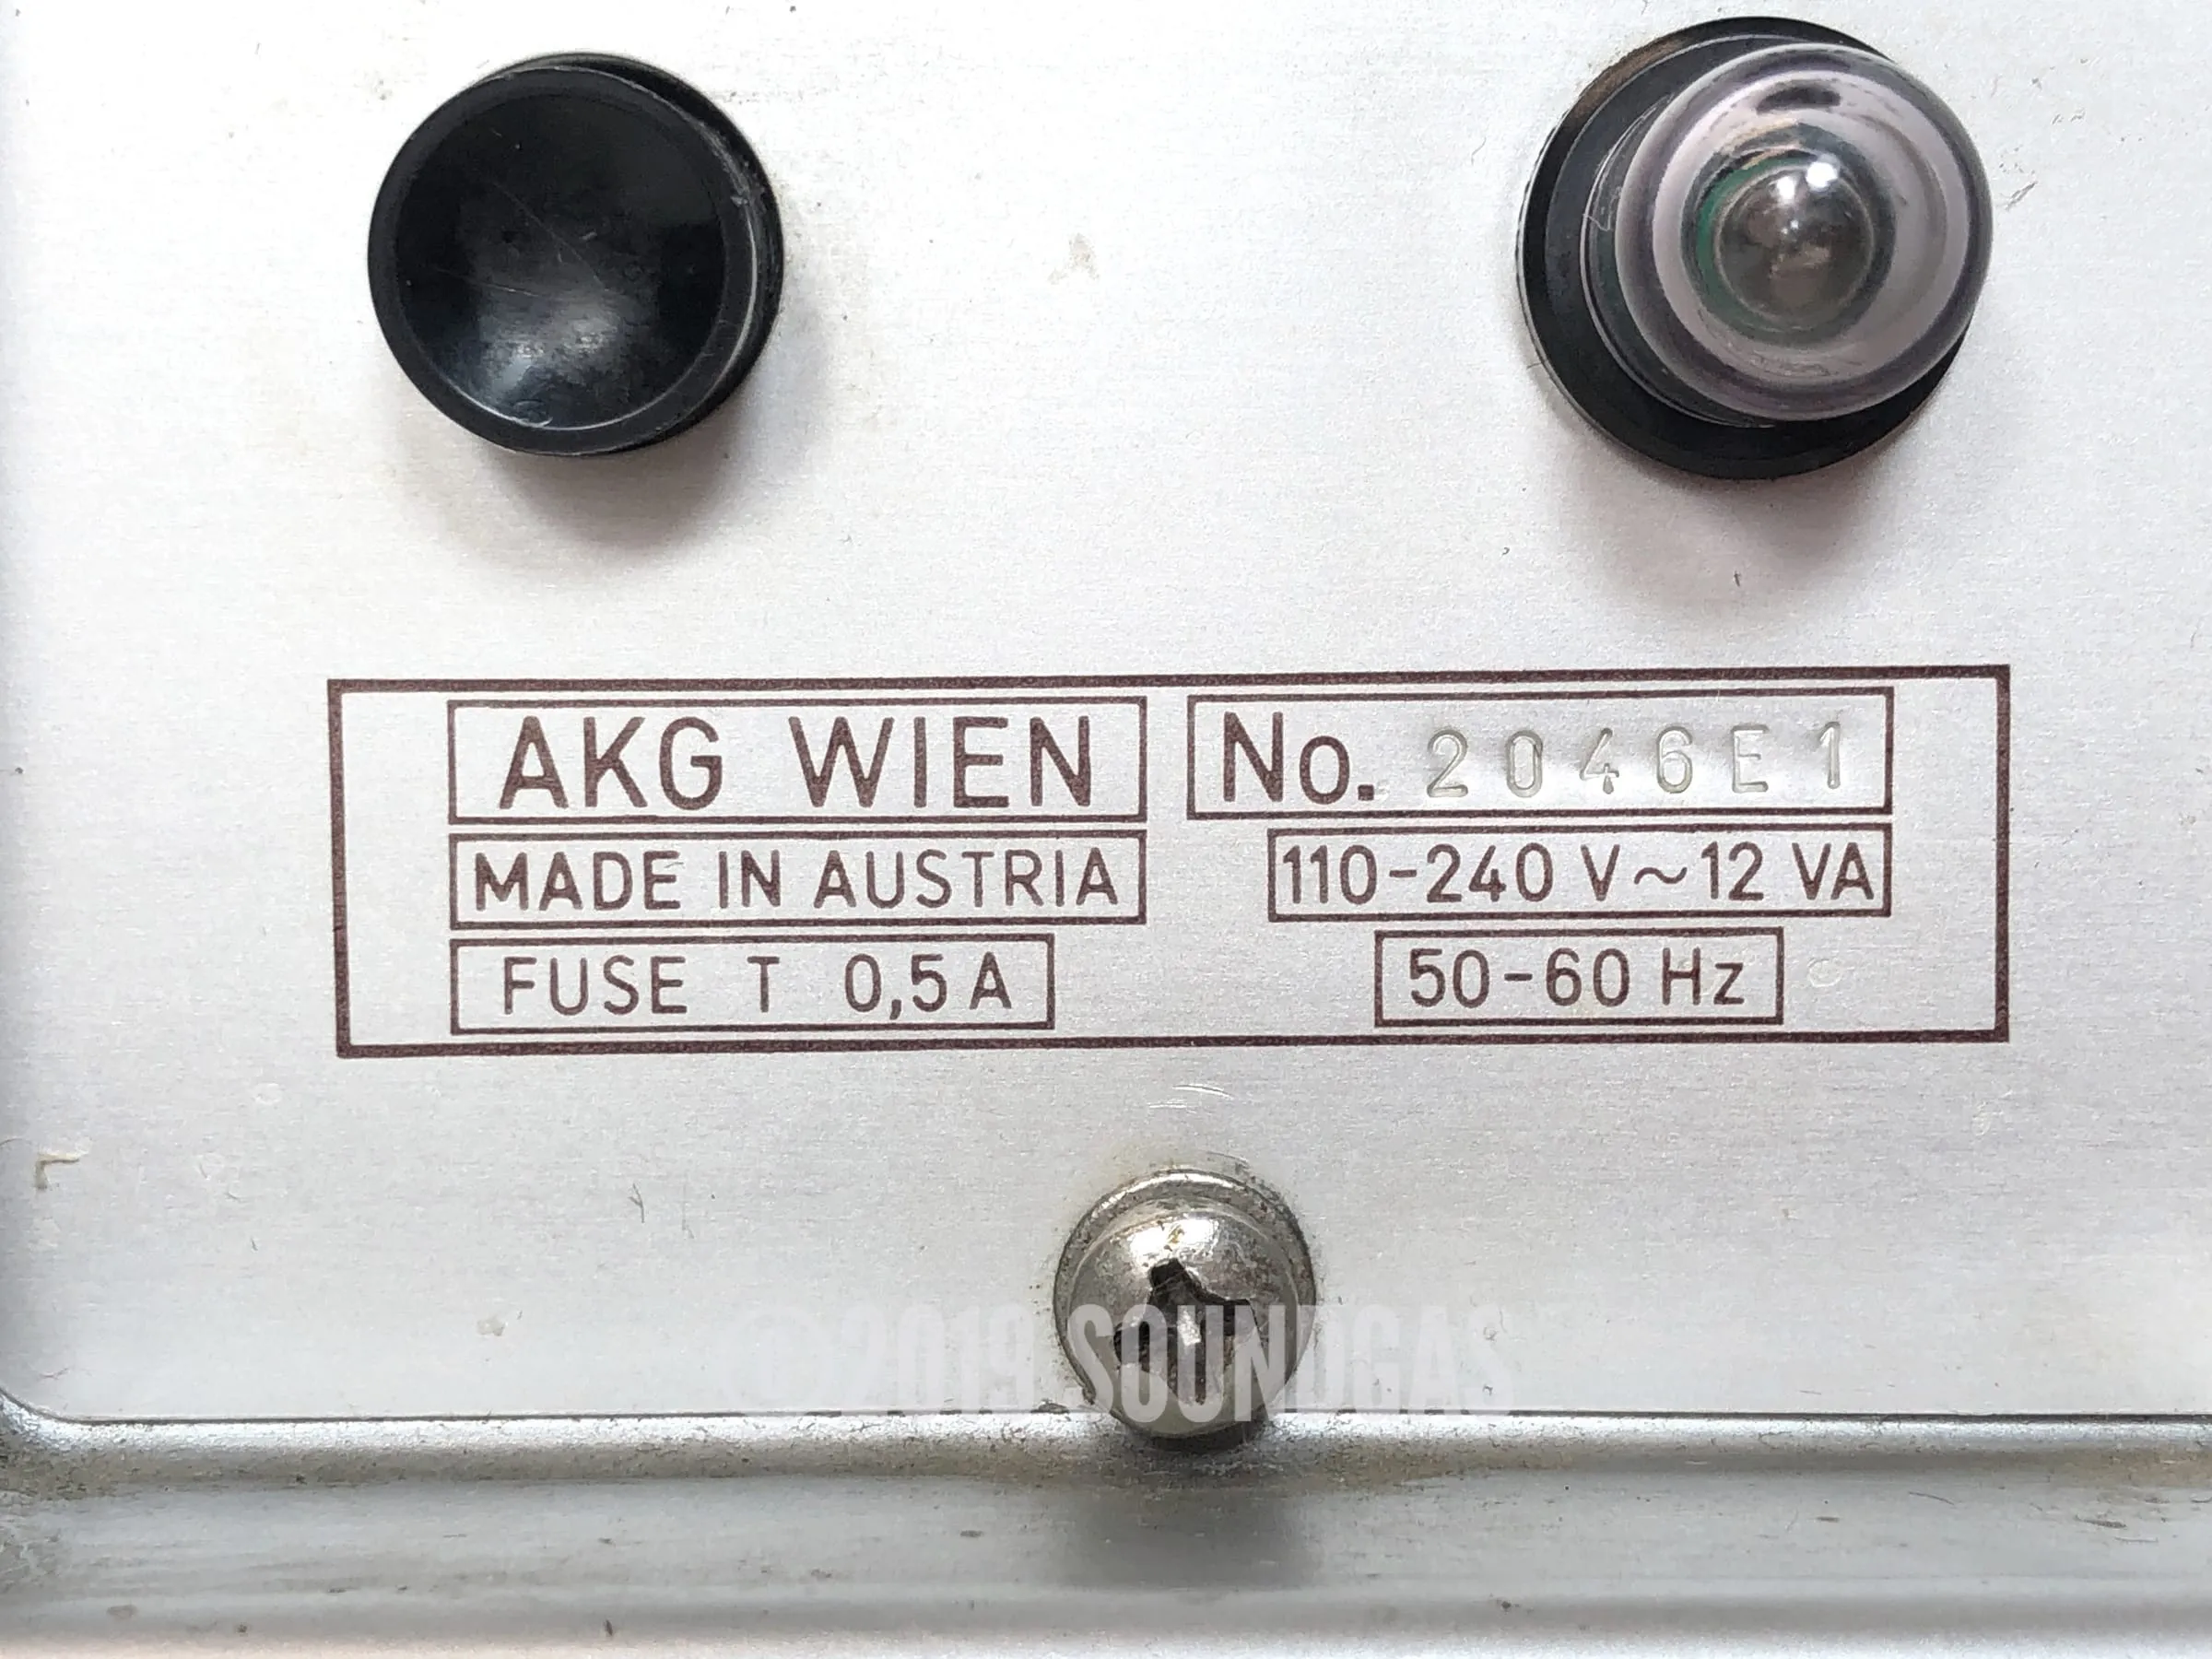 AKG WIEN No. 2046E1
MADE IN AUSTRIA 110-240 V~12 VA
FUSE T 0,5 A 50-60 Hz
©2019 SOUNDGAS